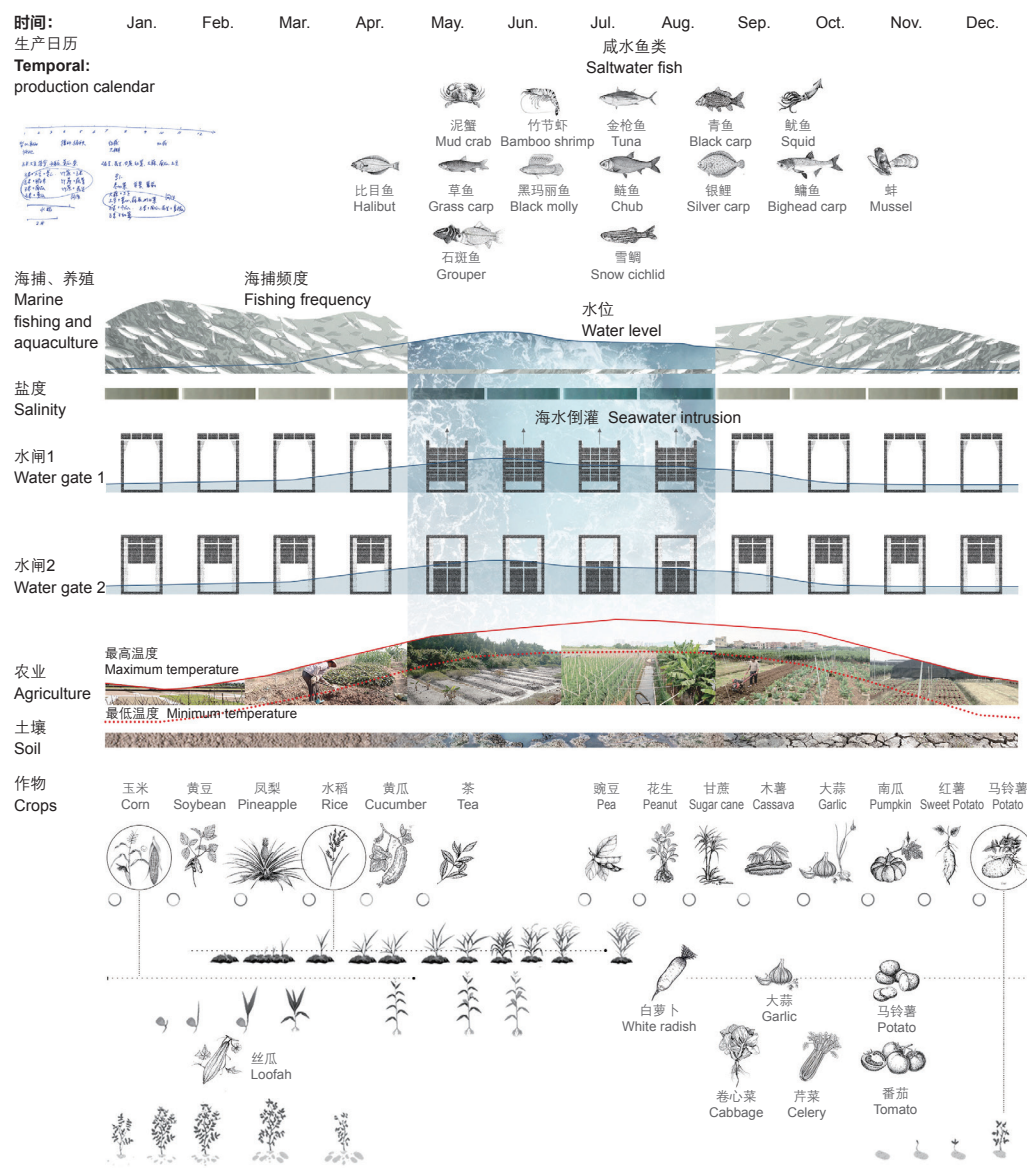 时间: Jan. Feb. Mar. Apr. May. Jun. Jul. Aug. Sep. Oct. Nov. Dec.
生产日历
Temporal:
production calendar
咸水鱼类
Saltwater fish
泥蟹 竹节虾 金枪鱼 青鱼 鱿鱼
Mud crab Bamboo shrimp Tuna Black carp Squid
比目鱼 草鱼 黑玛丽鱼 鲢鱼 银鲤 鳙鱼 蚌
Halibut Grass carp Black molly Chub Silver carp Bighead carp Mussel
石斑鱼 雪鲷
Grouper Snow cichlid
海捕、养殖
Marine
fishing and
aquaculture
海捕频度
Fishing frequency
水位
Water level
盐度
Salinity
海水倒灌 Seawater intrusion
水闸1
Water gate 1
水闸2
Water gate 2
最高温度
Maximum temperature
农业
Agriculture
最低温度 Minimum temperature
土壤
Soil
作物
Crops
玉米 黄豆 凤梨 水稻 黄瓜 茶 豌豆 花生 甘蔗 木薯 大蒜 南瓜 红薯 马铃薯
Corn Soybean Pineapple Rice Cucumber Tea Pea Peanut Sugar cane Cassava Garlic Pumpkin Sweet Potato Potato
白萝卜
White radish
大蒜
Garlic
马铃薯
Potato
丝瓜
Loofah
卷心菜
Cabbage
芹菜
Celery
番茄
Tomato